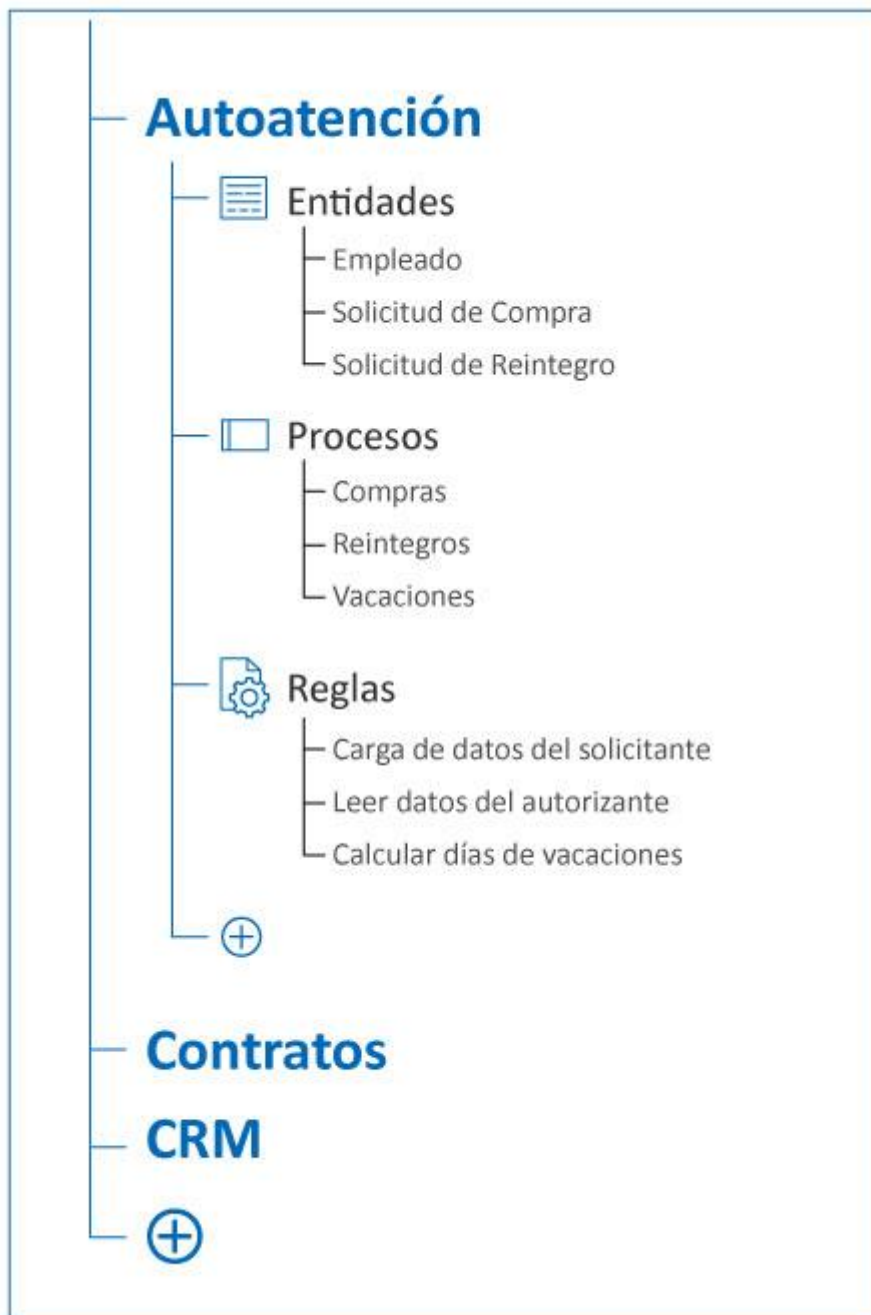 Autoatención
Entidades
Empleado
Solicitud de Compra
Solicitud de Reintegro
Procesos
Compras
Reintegros
Vacaciones
Reglas
Carga de datos del solicitante
Leer datos del autorizante
Calcular días de vacaciones
Contratos
CRM